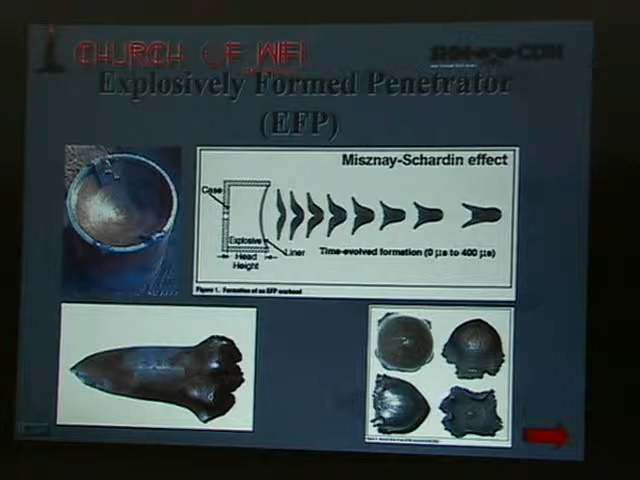 CHURCH OF WIFI
Explosively Formed Penetrator
(EFP)
Misznay-Schardin effect
Case
Explosive
Liner
Head
Height
Time-evolved formation (0 µs to 400 µs)
Figure 1. Formation of an EFP warhead